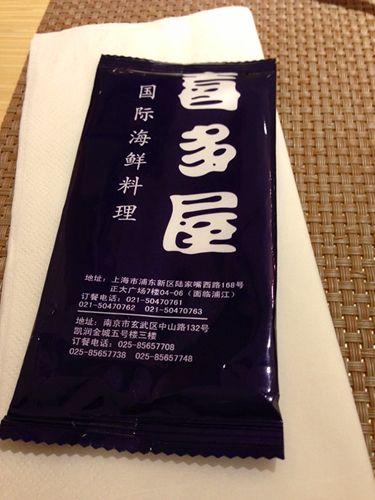 喜多屋
国际海鲜料理
地址：上海市浦东新区陆家嘴西路168号
正大广场7楼04-06（面临浦江）
订餐电话：021-50470761
021-50470762 021-50470763
地址：南京市玄武区中山路132号
凯润金城五号楼三楼
订餐电话：025-85657708
025-85657738 025-85657748